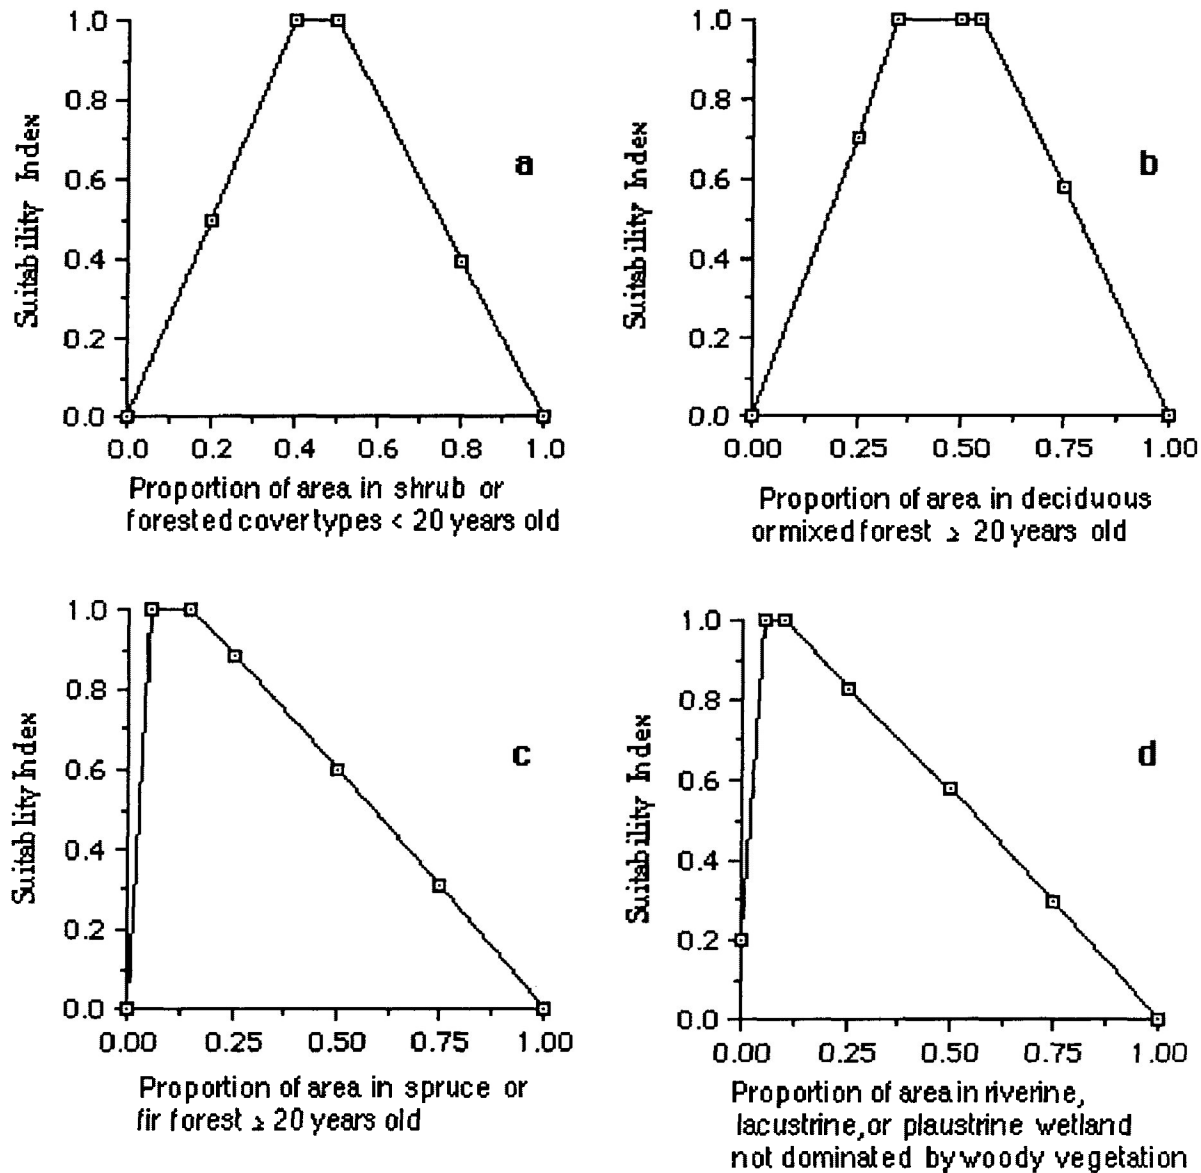 1.0
0.8
0.6
0.4
0.2
0.0
Suitability Index
a
0.0 0.2 0.4 0.6 0.8 1.0
Proportion of area in shrub or
forested cover types < 20 years old
1.0
0.8
0.6
0.4
0.2
0.0
Suitability Index
b
0.00 0.25 0.50 0.75 1.00
Proportion of area in deciduous
or mixed forest ≥ 20 years old
1.0
0.8
0.6
0.4
0.2
0.0
Suitablity Index
c
0.00 0.25 0.50 0.75 1.00
Proportion of area in spruce or
fir forest ≥ 20 years old
1.0
0.8
0.6
0.4
0.2
0.0
Suitability Index
d
0.00 0.25 0.50 0.75 1.00
Proportion of area in riverine,
lacustrine, or plaustrine wetland
not dominated by woody vegetation